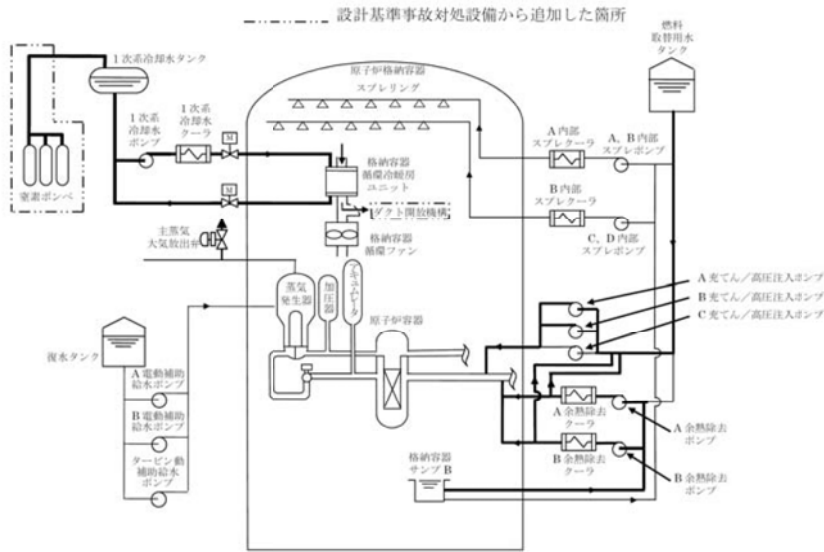 設計基準事故対処設備から追加した箇所
燃料
取替用水
タンク
1次系冷却水タンク
原子炉格納容器
スプレリング
1次系
冷却水
クーラ
1次系
冷却水
ポンプ
M
M
窒素ボンベ
格納容器
循環冷暖房
ユニット
ダクト開放機構
格納容器
循環ファン
A内部
スプレクーラ
A, B内部
スプレポンプ
B内部
スプレクーラ
C, D内部
スプレポンプ
主蒸気
大気放出弁
蒸気
発生器
加圧器
アキュムレータ
原子炉容器
A充てん／高圧注入ポンプ
B充てん／高圧注入ポンプ
C充てん／高圧注入ポンプ
復水タンク
A電動補助
給水ポンプ
B電動補助
給水ポンプ
タービン動
補助給水
ポンプ
A余熱除去
クーラ
A余熱除去
ポンプ
B余熱除去
クーラ
B余熱除去
ポンプ
格納容器
サンプB